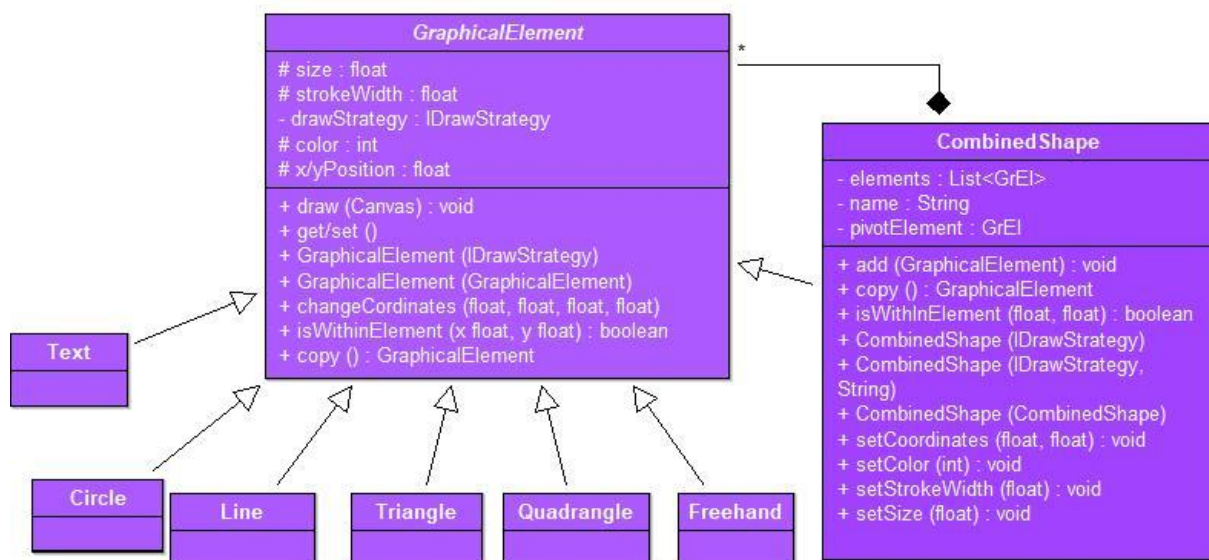 GraphicalElement
# size : float
# strokeWidth : float
- drawStrategy : IDrawStrategy
# color : int
# x/yPosition : float
+ draw (Canvas) : void
+ get/set ()
+ GraphicalElement (IDrawStrategy)
+ GraphicalElement (GraphicalElement)
+ changeCordinates (float, float, float, float)
+ isWithinElement (x float, y float) : boolean
+ copy () : GraphicalElement
*
CombinedShape
- elements : List<GrEl>
- name : String
- pivotElement : GrEl
+ add (GraphicalElement) : void
+ copy () : GraphicalElement
+ isWithInElement (float, float) : boolean
+ CombinedShape (IDrawStrategy)
+ CombinedShape (IDrawStrategy,
String)
+ CombinedShape (CombinedShape)
+ setCoordinates (float, float) : void
+ setColor (int) : void
+ setStrokeWidth (float) : void
+ setSize (float) : void
Text
Circle
Line
Triangle
Quadrangle
Freehand